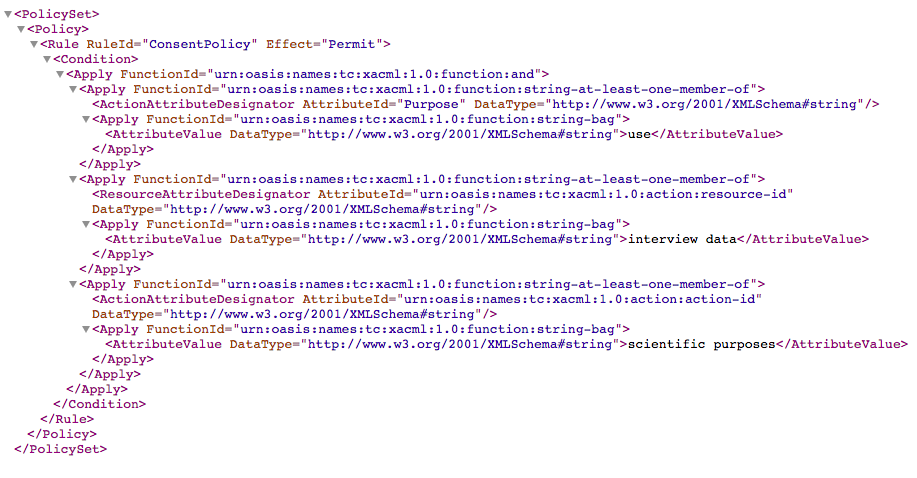 ▼<PolicySet>
▼<Policy>
▼<Rule RuleId="ConsentPolicy" Effect="Permit">
▼<Condition>
▼<Apply FunctionId="urn:oasis:names:tc:xacml:1.0:function:and">
▼<Apply FunctionId="urn:oasis:names:tc:xacml:1.0:function:string-at-least-one-member-of">
<ActionAttributeDesignator AttributeId="Purpose" DataType="http://www.w3.org/2001/XMLSchema#string"/>
▼<Apply FunctionId="urn:oasis:names:tc:xacml:1.0:function:string-bag">
<AttributeValue DataType="http://www.w3.org/2001/XMLSchema#string">use</AttributeValue>
</Apply>
</Apply>
▼<Apply FunctionId="urn:oasis:names:tc:xacml:1.0:function:string-at-least-one-member-of">
<ResourceAttributeDesignator AttributeId="urn:oasis:names:tc:xacml:1.0:action:resource-id"
DataType="http://www.w3.org/2001/XMLSchema#string"/>
▼<Apply FunctionId="urn:oasis:names:tc:xacml:1.0:function:string-bag">
<AttributeValue DataType="http://www.w3.org/2001/XMLSchema#string">interview data</AttributeValue>
</Apply>
</Apply>
▼<Apply FunctionId="urn:oasis:names:tc:xacml:1.0:function:string-at-least-one-member-of">
<ActionAttributeDesignator AttributeId="urn:oasis:names:tc:xacml:1.0:action:action-id"
DataType="http://www.w3.org/2001/XMLSchema#string"/>
▼<Apply FunctionId="urn:oasis:names:tc:xacml:1.0:function:string-bag">
<AttributeValue DataType="http://www.w3.org/2001/XMLSchema#string">scientific purposes</AttributeValue>
</Apply>
</Apply>
</Apply>
</Condition>
</Rule>
</Policy>
</PolicySet>